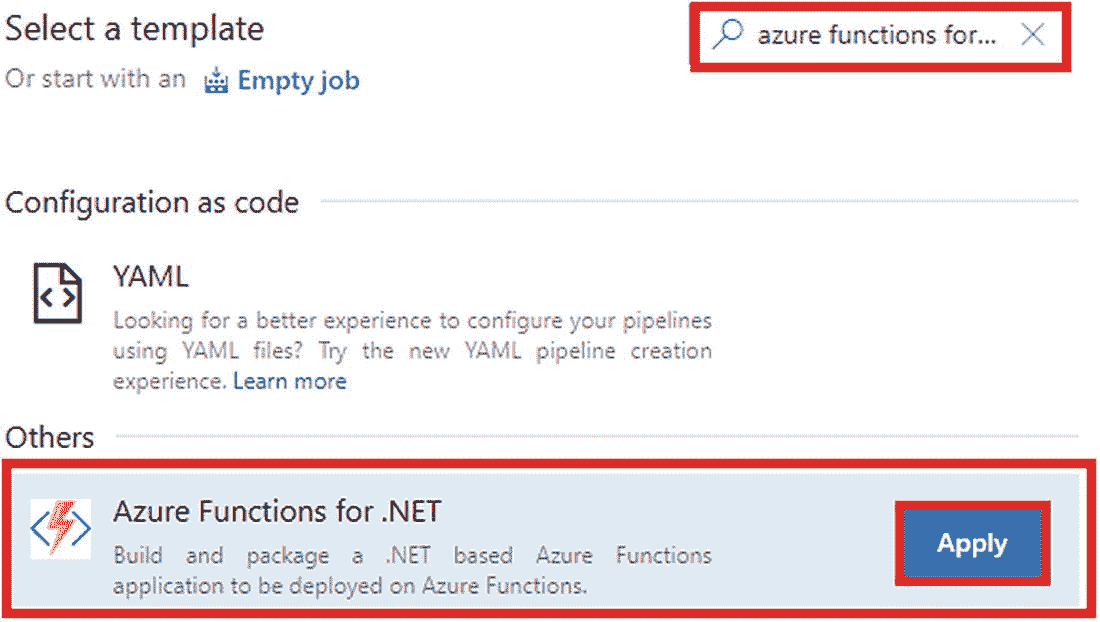 Select a template
azure functions for...
Or start with an Empty job
Configuration as code
YAML
Looking for a better experience to configure your pipelines
using YAML files? Try the new YAML pipeline creation
experience. Learn more
Others
Azure Functions for .NET
Build and package a .NET based Azure Functions
application to be deployed on Azure Functions.
Apply